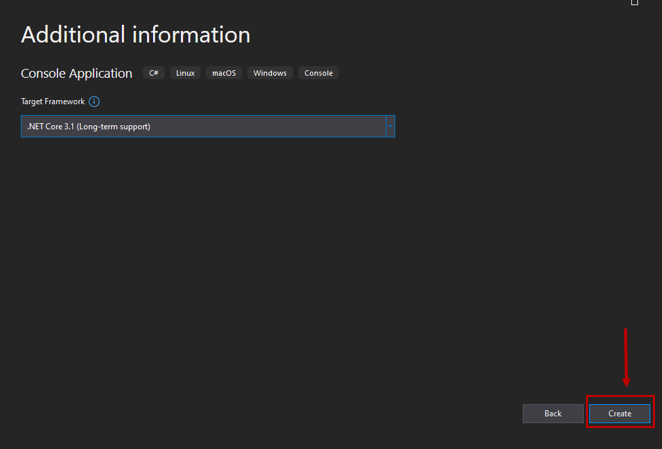 Additional information
Console Application C# Linux macOS Windows Console
Target Framework
.NET Core 3.1 (Long-term support)
Back Create